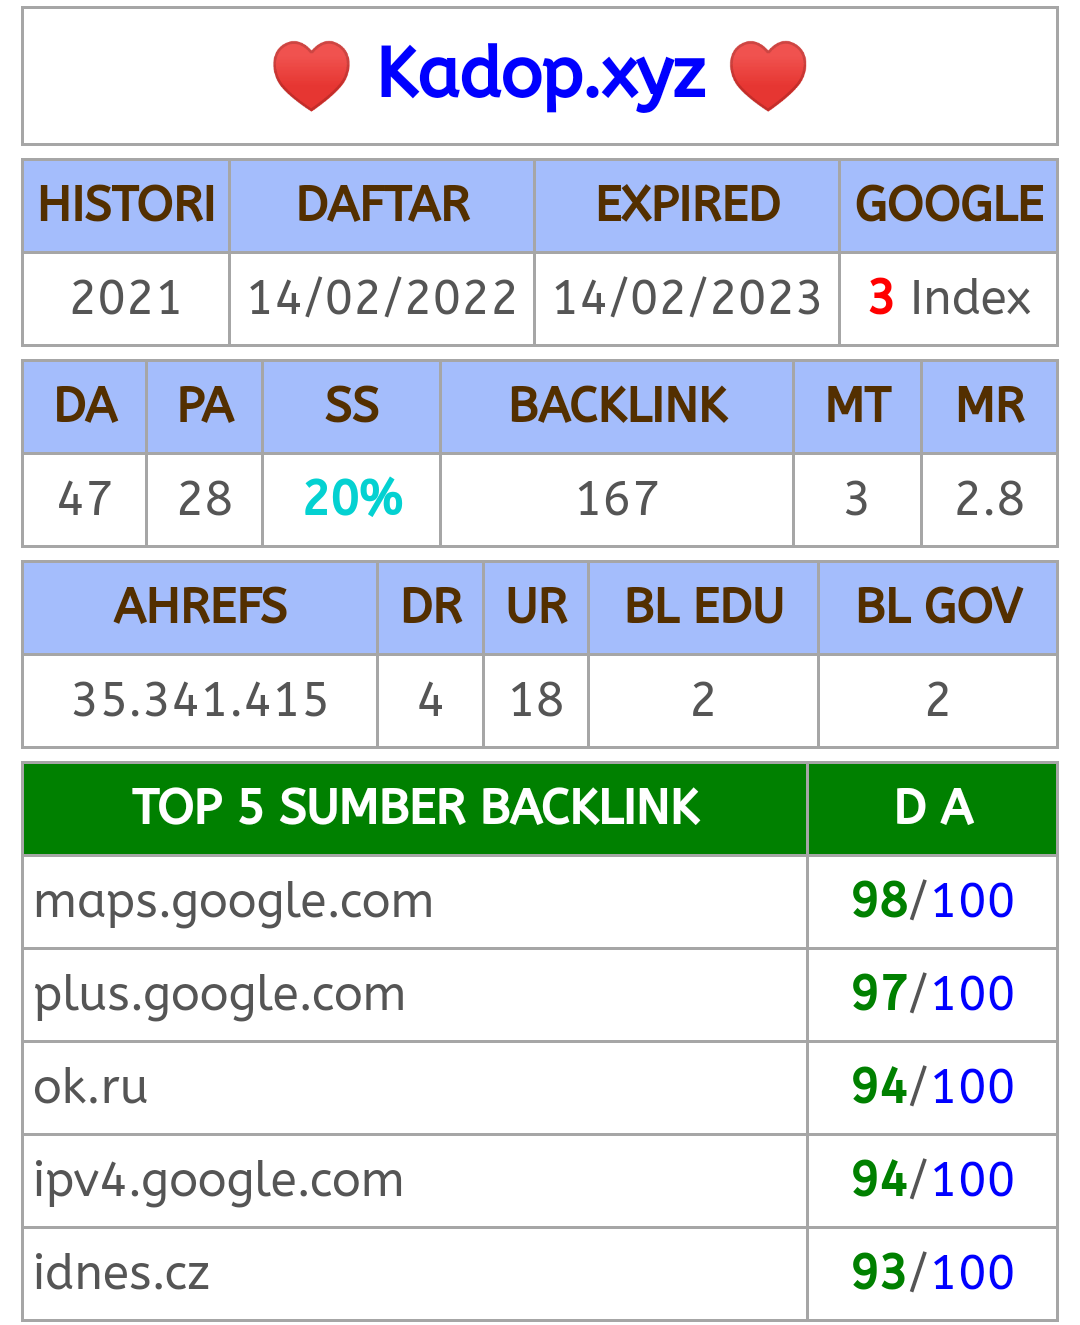 ❤️ Kadop.xyz ❤️
HISTORI DAFTAR EXPIRED GOOGLE
2021 14/02/2022 14/02/2023 3 Index
DA PA SS BACKLINK MT MR
47 28 20% 167 3 2.8
AHREFS DR UR BL EDU BL GOV
35.341.415 4 18 2 2
TOP 5 SUMBER BACKLINK D A
maps.google.com 98/100
plus.google.com 97/100
ok.ru 94/100
ipv4.google.com 94/100
idnes.cz 93/100